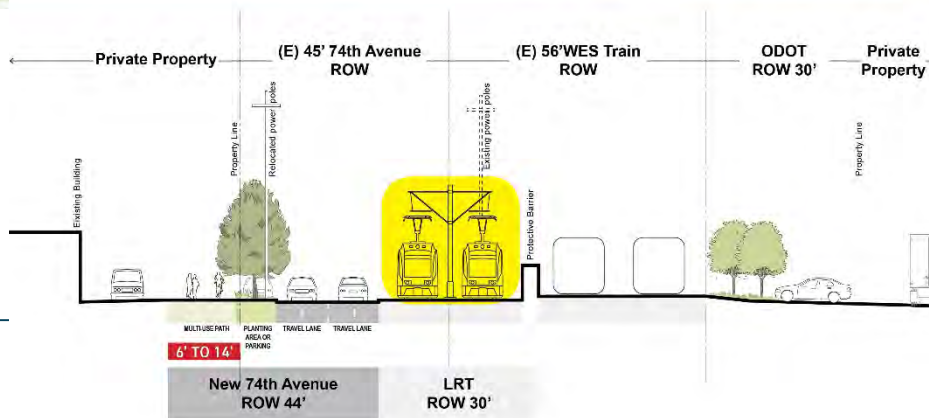 Private Property
(E) 45' 74th Avenue
ROW
(E) 56'WES Train
ROW
ODOT
ROW 30'
Private
Property
Existing Building
Property Line
Relocated power poles
Existing power poles
Protective Barrier
Property Line
MULTI-USE PATH
PLANTING
AREA OR
PARKING
TRAVEL LANE
TRAVEL LANE
6' TO 14'
New 74th Avenue
ROW 44'
LRT
ROW 30'